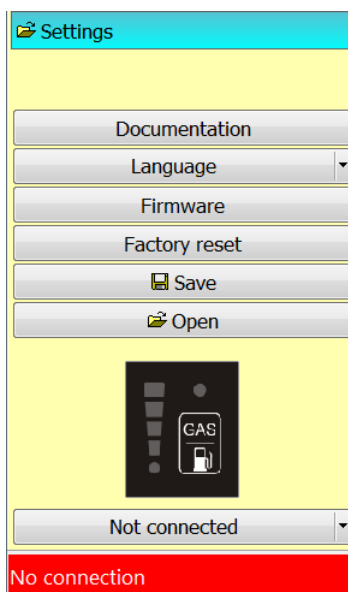 Settings
Documentation
Language
Firmware
Factory reset
Save
Open
GAS
Not connected
No connection